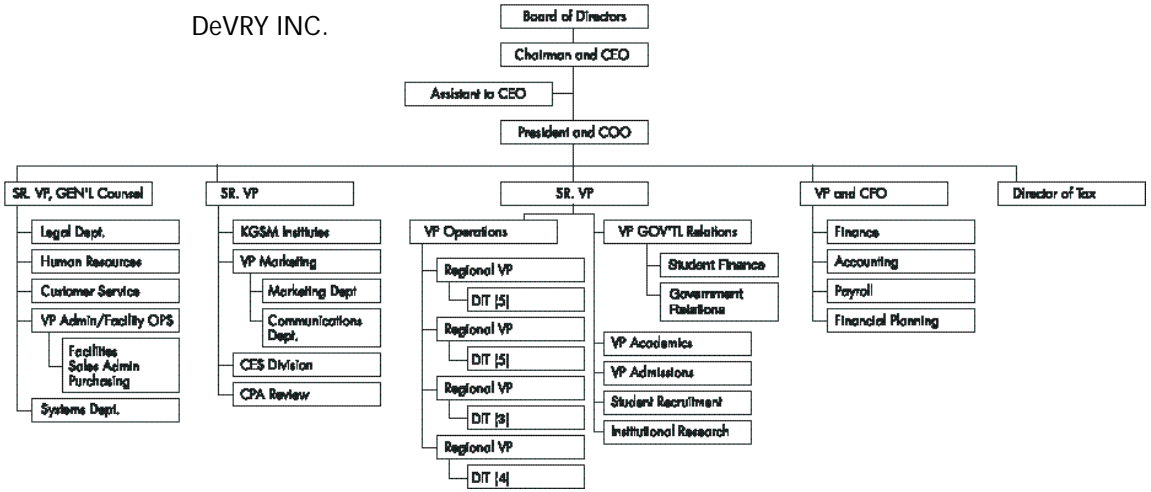 DeVRY INC.
Board of Directors
Chairman and CEO
Assistant to CEO
President and COO
SR. VP, GEN'L Counsel
Legal Dept.
Human Resources
Customer Service
VP Admin/Facility OPS
Facilities
Sales Admin
Purchasing
Systems Dept.
SR. VP
KGSM Institutes
VP Marketing
Marketing Dept
Communications
Dept.
CES Division
CPA Review
SR. VP
VP Operations
Regional VP
DIT |5|
Regional VP
DIT |5|
Regional VP
DIT |3|
Regional VP
DIT |4|
VP GOV'TL Relations
Student Finance
Government
Relations
VP Academics
VP Admissions
Student Recruitment
Institutional Research
VP and CFO
Finance
Accounting
Payroll
Financial Planning
Director of Tax